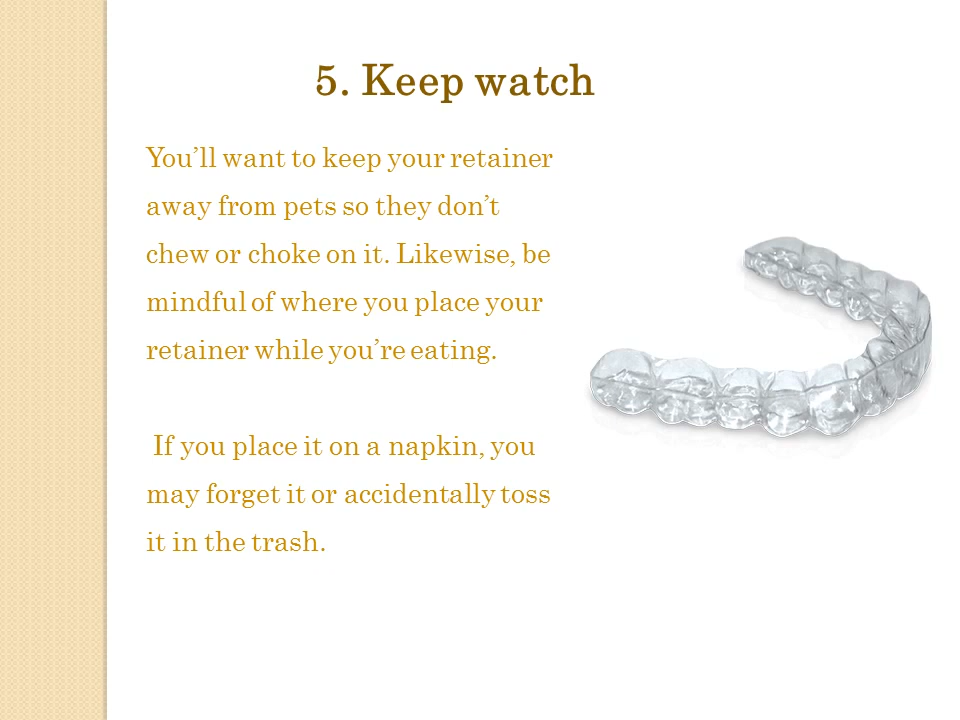 5. Keep watch
You’ll want to keep your retainer
away from pets so they don’t
chew or choke on it. Likewise, be
mindful of where you place your
retainer while you’re eating.
If you place it on a napkin, you
may forget it or accidentally toss
it in the trash.